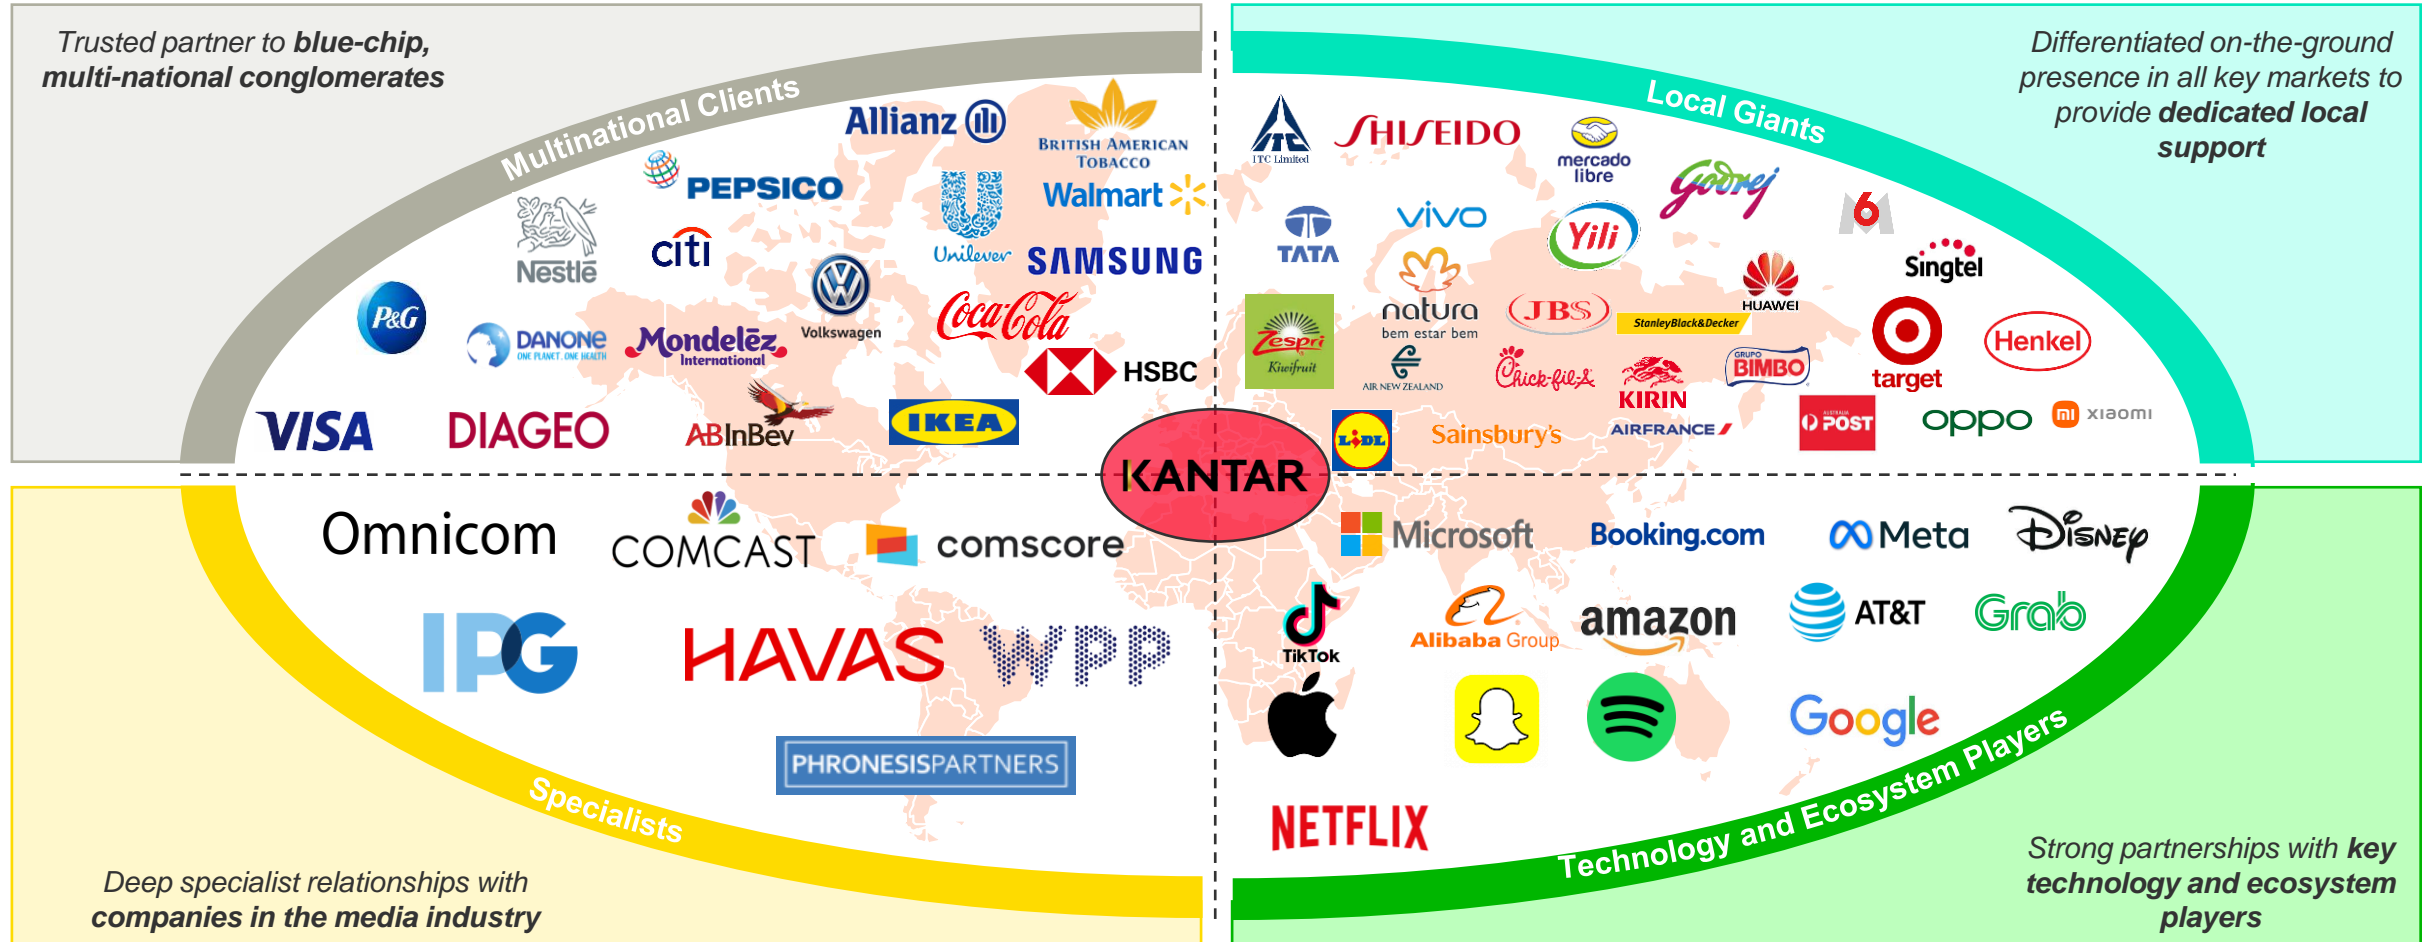 Trusted partner to blue-chip,
multi-national conglomerates
Multinational Clients
Allianz
BRITISH AMERICAN
TOBACCO
PEPSICO
Walmart
Nestlé
citi
Unilever
SAMSUNG
P&G
DANONE
ONE PLANET. ONE HEALTH
Mondelēz
International
Volkswagen
Coca-Cola
HSBC
VISA
DIAGEO
ABInBev
IKEA
Differentiated on-the-ground
presence in all key markets to
provide dedicated local
support
Local Giants
ITC
ITC Limited
SHISEIDO
mercado
libre
Godrej
M6
TATA
vivo
Yili
Singtel
Zespri
Kiwifruit
natura
bem estar bem
JBS
StanleyBlack&Decker
HUAWEI
target
Henkel
AIR NEW ZEALAND
Chick-fil-A
KIRIN
GRUPO
BIMBO
LIDL
Sainsbury's
AIRFRANCE
AUSTRALIA
POST
oppo
mi xiaomi
KANTAR
Omnicom
COMCAST
comscore
IPG
HAVAS
WPP
PHRONESISPARTNERS
Specialists
Deep specialist relationships with
companies in the media industry
Microsoft
Booking.com
Meta
Disney
TikTok
Alibaba Group
amazon
AT&T
Grab
Google
NETFLIX
Technology and Ecosystem Players
Strong partnerships with key
technology and ecosystem
players